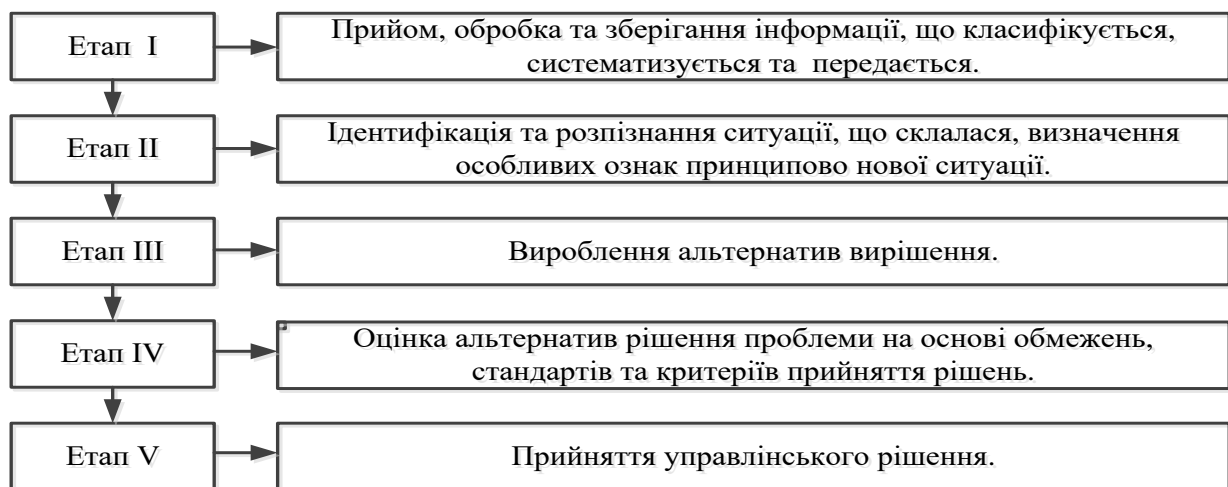 Етап I
Прийом, обробка та зберігання інформації, що класифікується,
систематизується та передається.
Етап II
Ідентифікація та розпізнання ситуації, що склалася, визначення
особливих ознак принципово нової ситуації.
Етап III
Вироблення альтернатив вирішення.
Етап IV
Оцінка альтернатив рішення проблеми на основі обмежень,
стандартів та критеріїв прийняття рішень.
Етап V
Прийняття управлінського рішення.